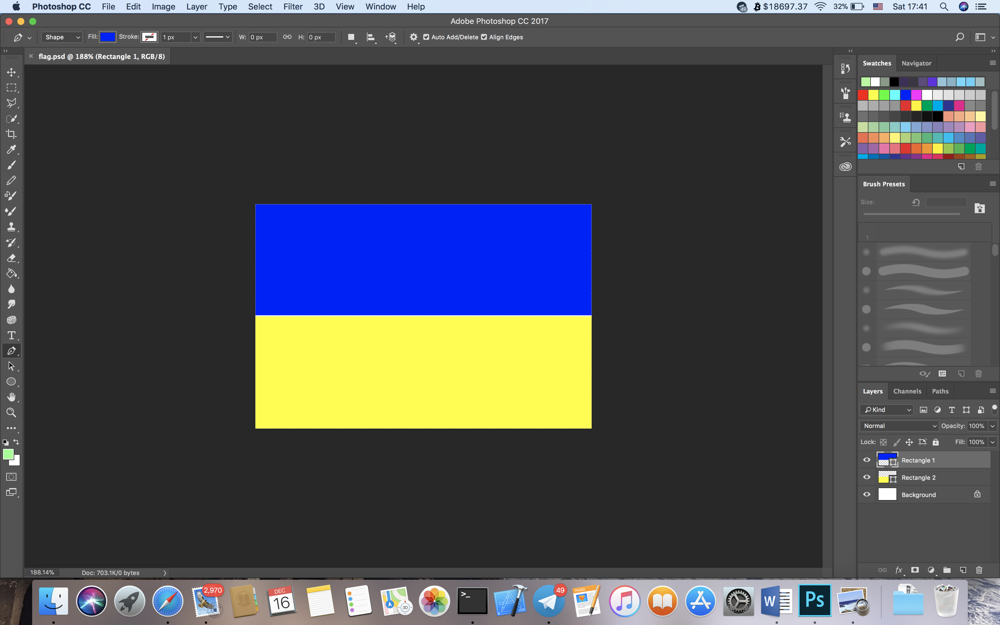 Photoshop CC File Edit Image Layer Type Select Filter 3D View Window Help 49 $18697.37 32% Sat 17:41
Adobe Photoshop CC 2017
Shape Fill: Stroke: 1 px W: 0 px H: 0 px Auto Add/Delete Align Edges
flag.psd @ 188% (Rectangle 1, RGB/8)
Swatches Navigator
Brush Presets
Size:
1
Layers Channels Paths
Kind
Normal Opacity: 100%
Lock: Fill: 100%
Rectangle 1
Rectangle 2
Background
fx
188.14% Doc: 703.1K/0 bytes
2,970
DEC
16
3D
>_
49
PAGES
W
Ps